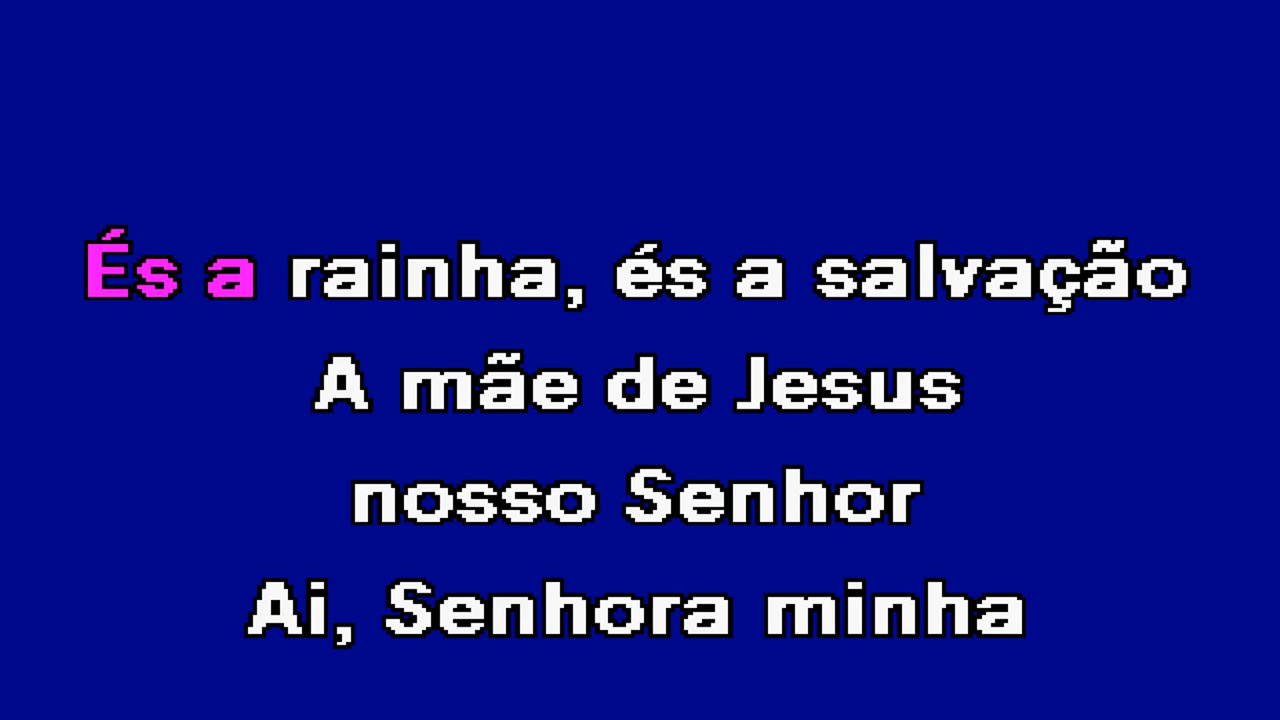 És a rainha, és a salvação
A mãe de Jesus
nosso Senhor
Ai, Senhora minha